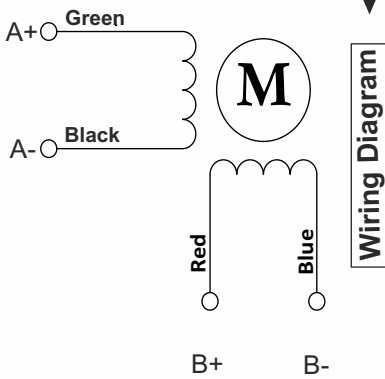 A+
Green
M
A-
Black
Wiring Diagram
Red
Blue
B+
B-